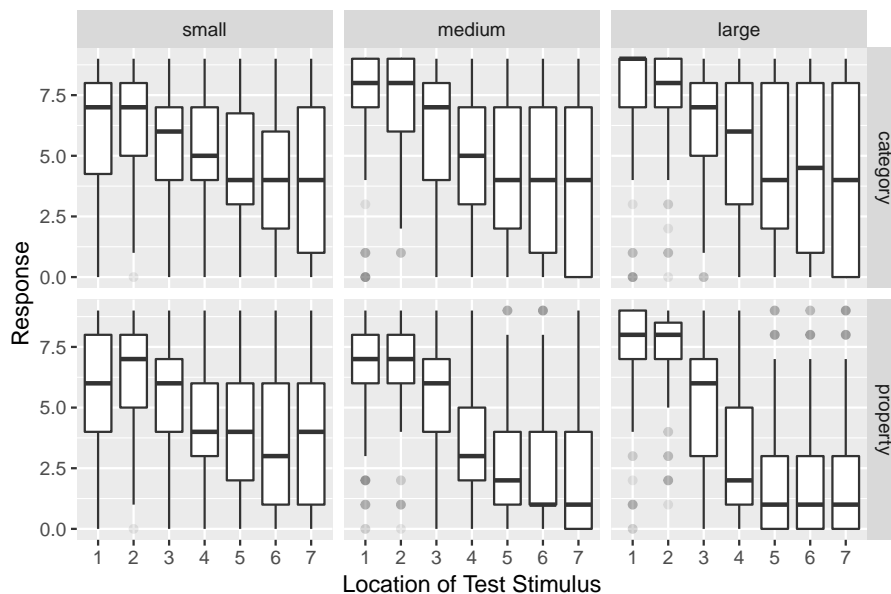 small medium large
7.5
5.0
2.5
0.0
category
Response
7.5
5.0
2.5
0.0
property
1 2 3 4 5 6 7 1 2 3 4 5 6 7 1 2 3 4 5 6 7
Location of Test Stimulus